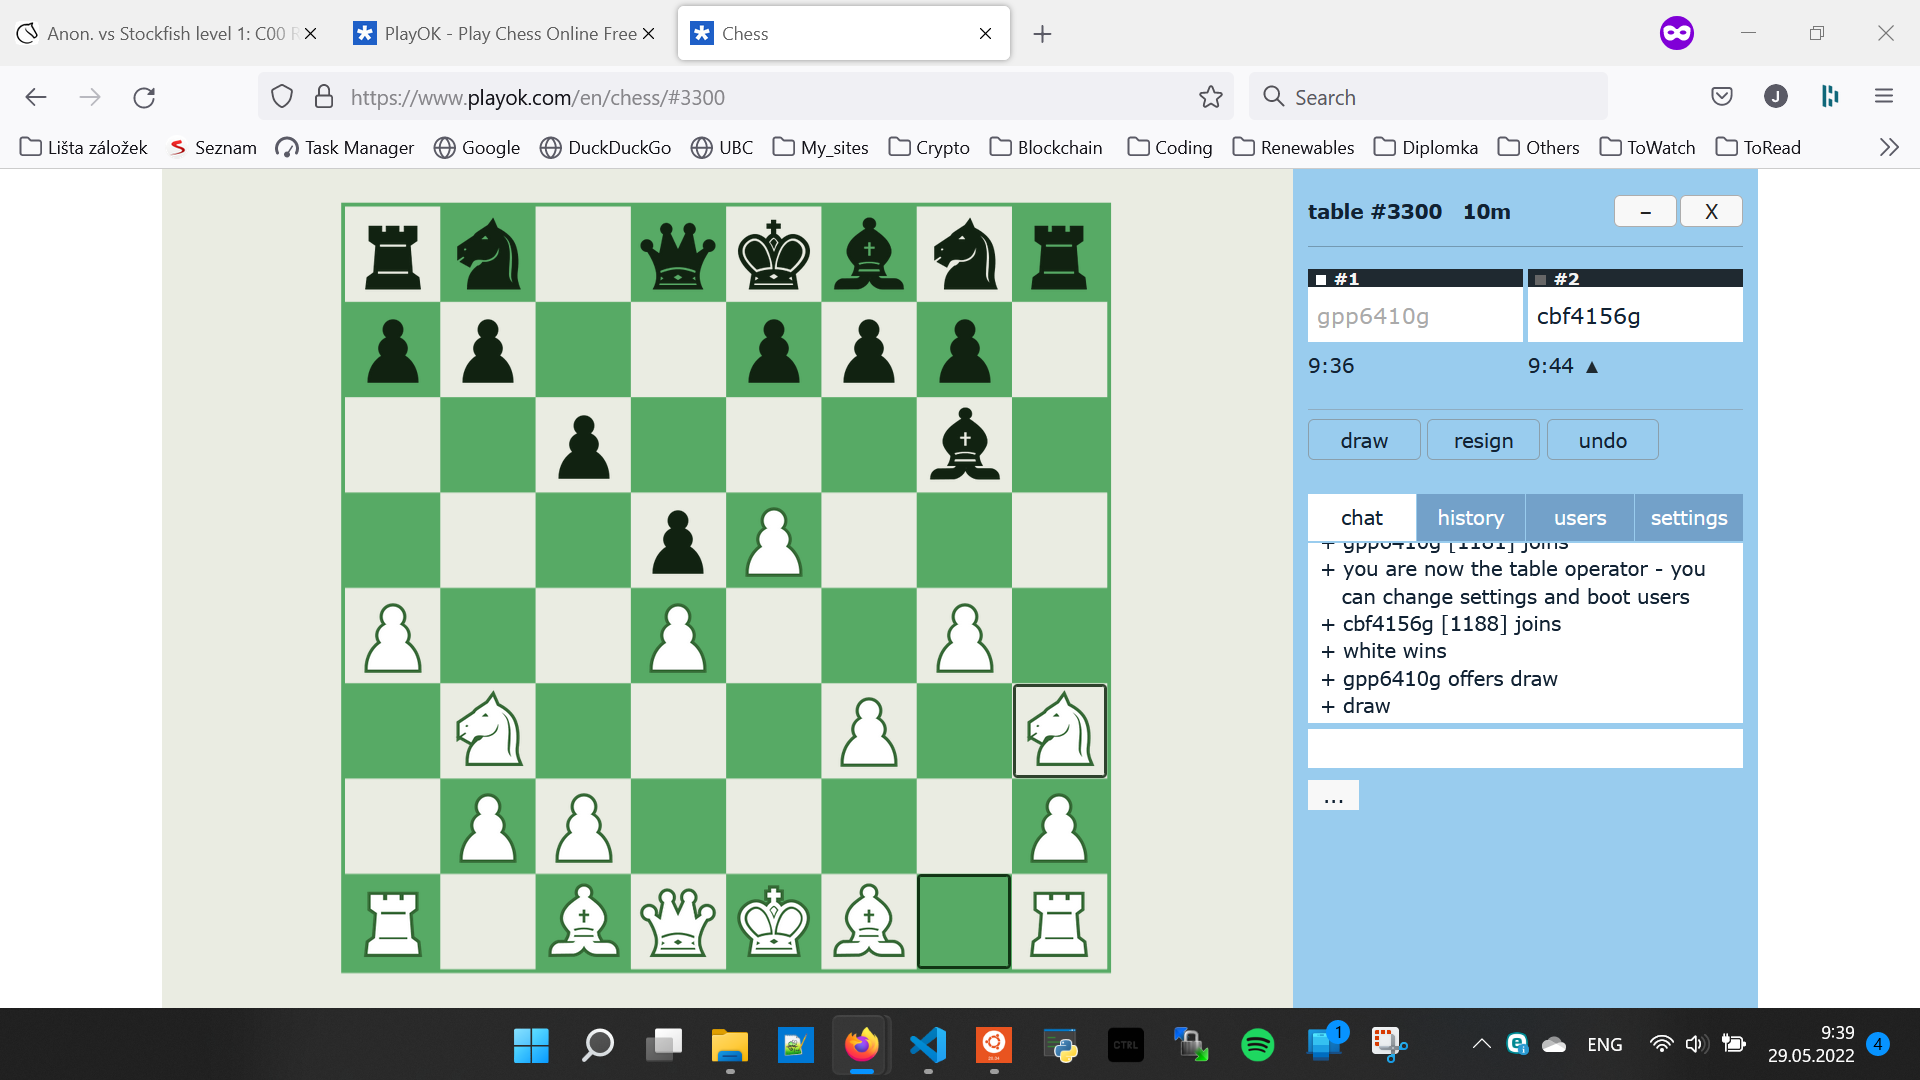 Anon. vs Stockfish level 1: C00 R
PlayOK - Play Chess Online Free
Chess
https://www.playok.com/en/chess/#3300
Search
J
Lišta záložek
Seznam
Task Manager
Google
DuckDuckGo
UBC
My_sites
Crypto
Blockchain
Coding
Renewables
Diplomka
Others
ToWatch
ToRead
table #3300 10m
–
X
#1
#2
gpp6410g
cbf4156g
9:36
9:44 ▲
draw
resign
undo
chat
history
users
settings
+ gpp6410g [1181] joins
+ you are now the table operator - you
can change settings and boot users
+ cbf4156g [1188] joins
+ white wins
+ gpp6410g offers draw
+ draw
...
CTRL
1
ENG
9:39
29.05.2022
4